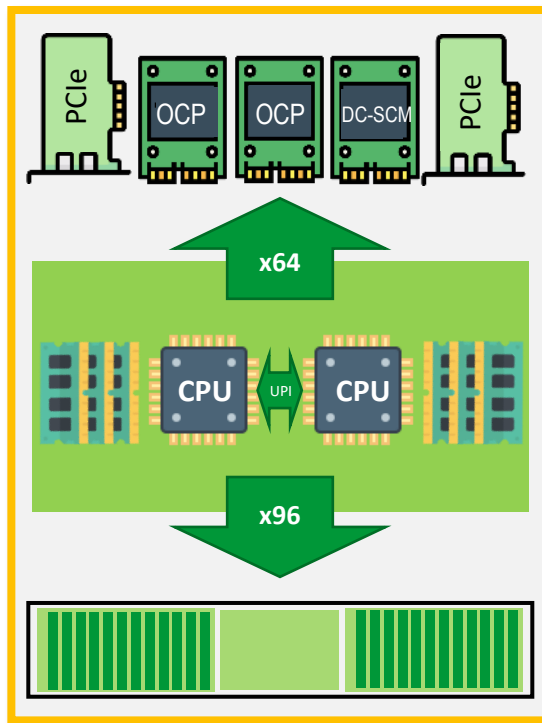 PCIe
OCP
OCP
DC-SCM
PCIe
x64
CPU
UPI
CPU
x96